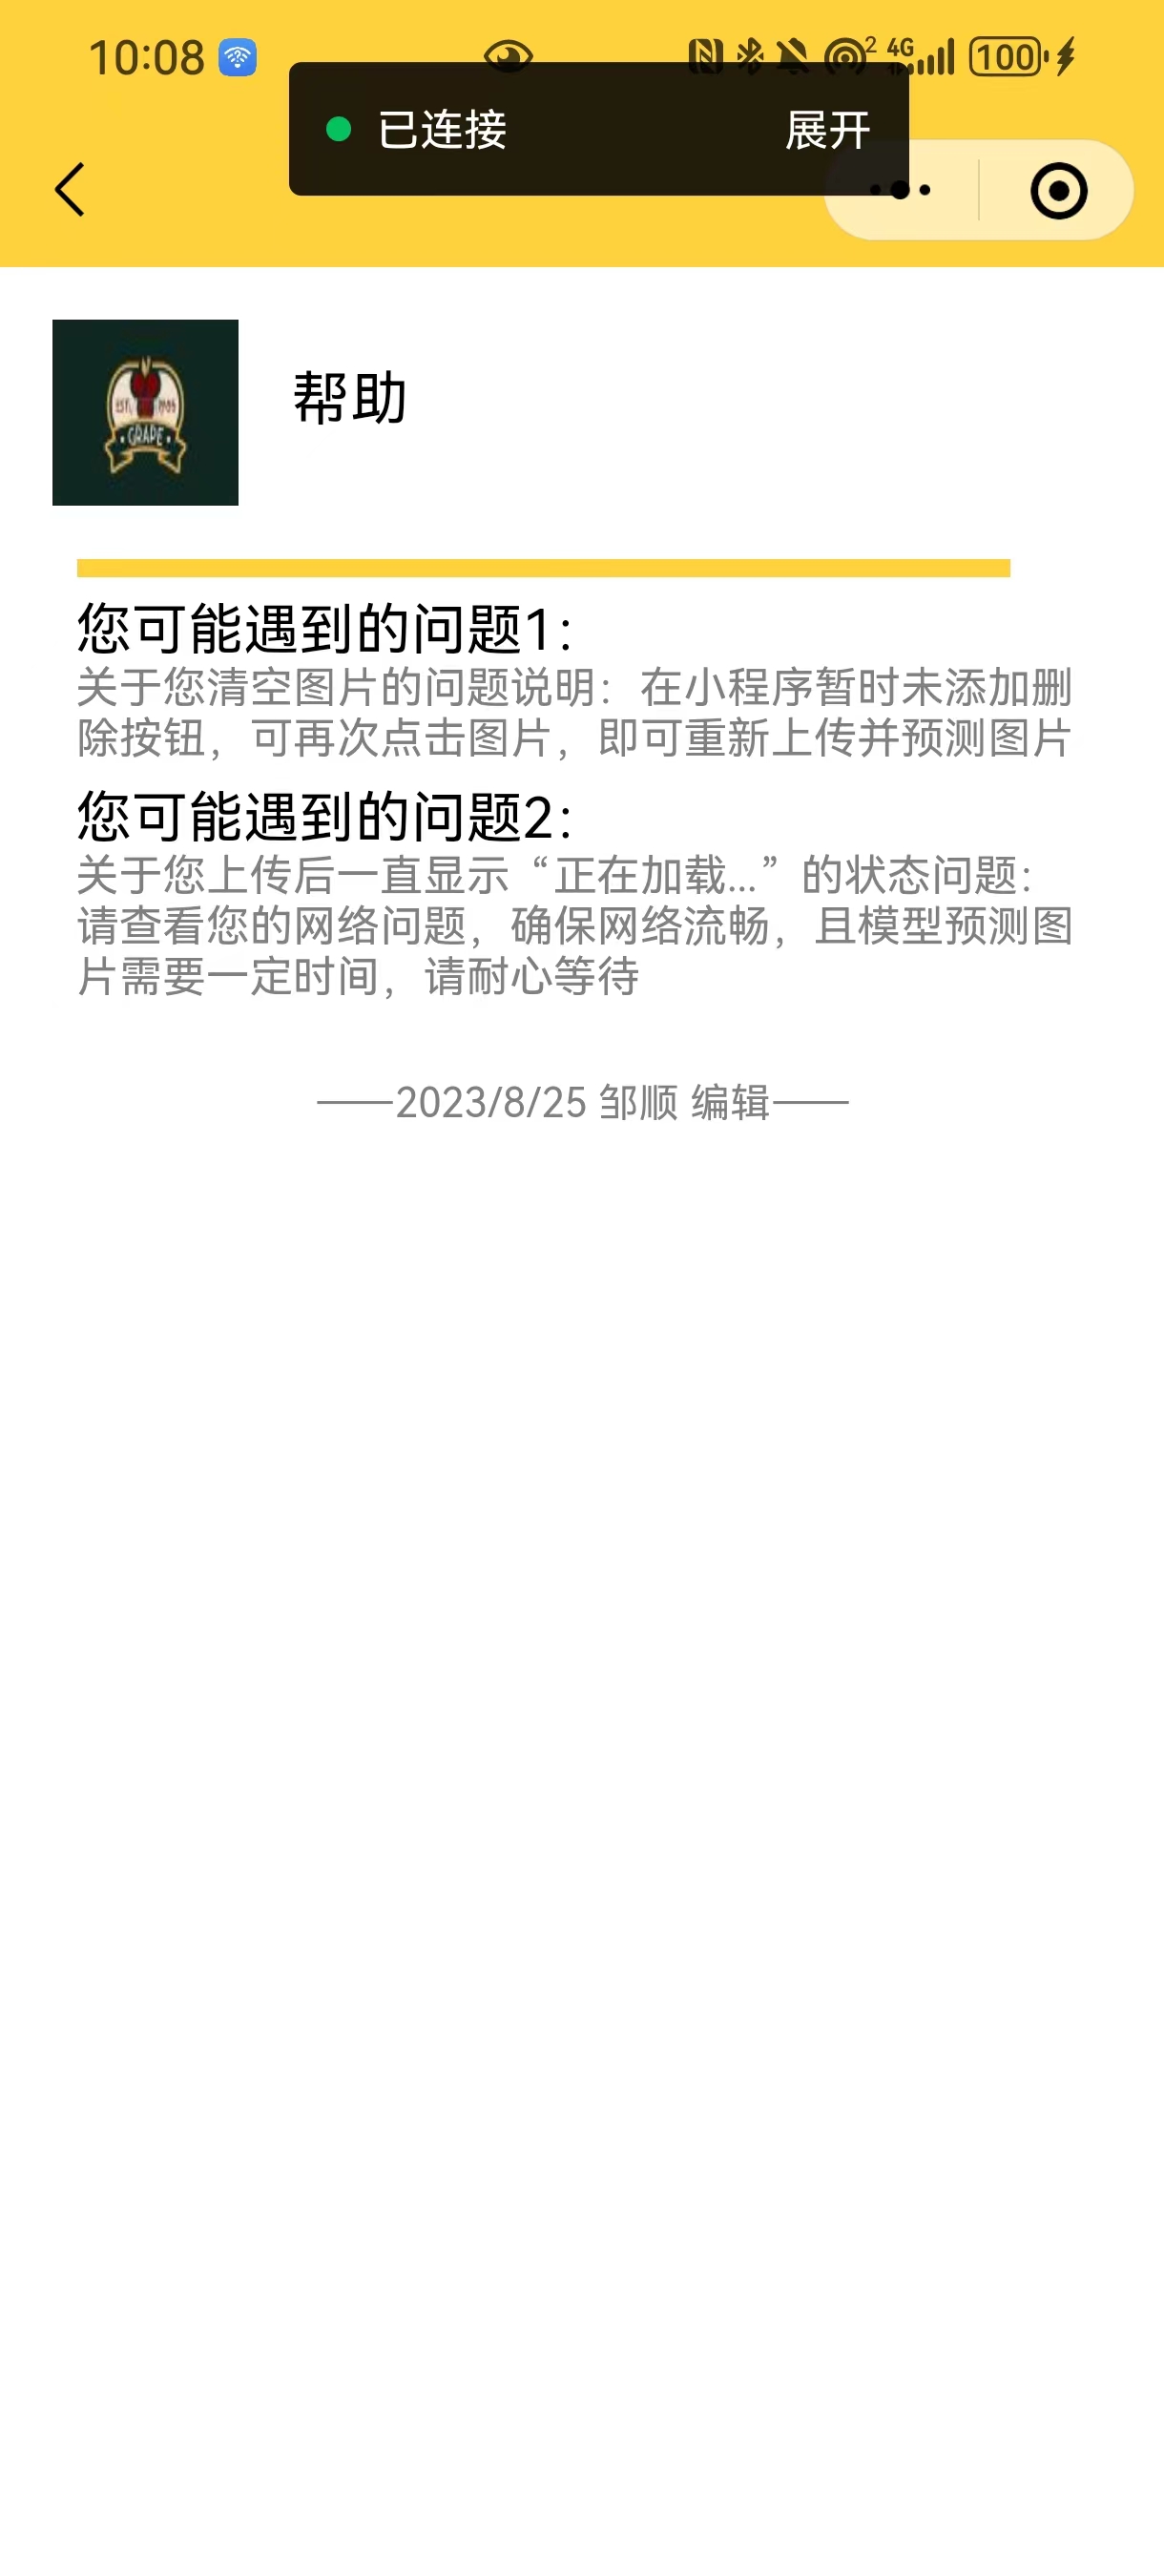 10:08
2 4G 100
已连接 展开
EST. 
GRAPE
帮助
您可能遇到的问题1:
关于您清空图片的问题说明：在小程序暂时未添加删
除按钮，可再次点击图片，即可重新上传并预测图片
您可能遇到的问题2:
关于您上传后一直显示“正在加载...”的状态问题：
请查看您的网络问题，确保网络流畅，且模型预测图
片需要一定时间，请耐心等待
——2023/8/25 邹顺 编辑——